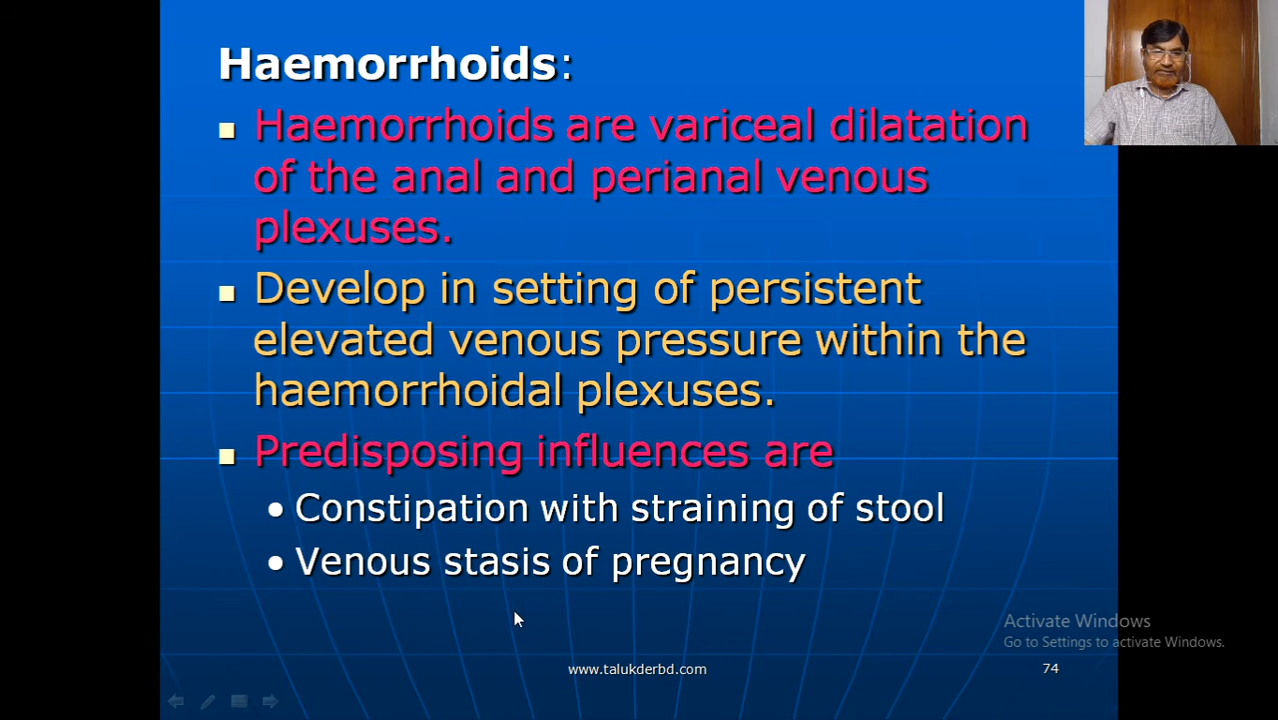 Haemorrhoids:
Haemorrhoids are variceal dilatation
of the anal and perianal venous
plexuses.
Develop in setting of persistent
elevated venous pressure within the
haemorrhoidal plexuses.
Predisposing influences are
• Constipation with straining of stool
• Venous stasis of pregnancy
Activate Windows
Go to Settings to activate Windows.
www.talukderbd.com
74